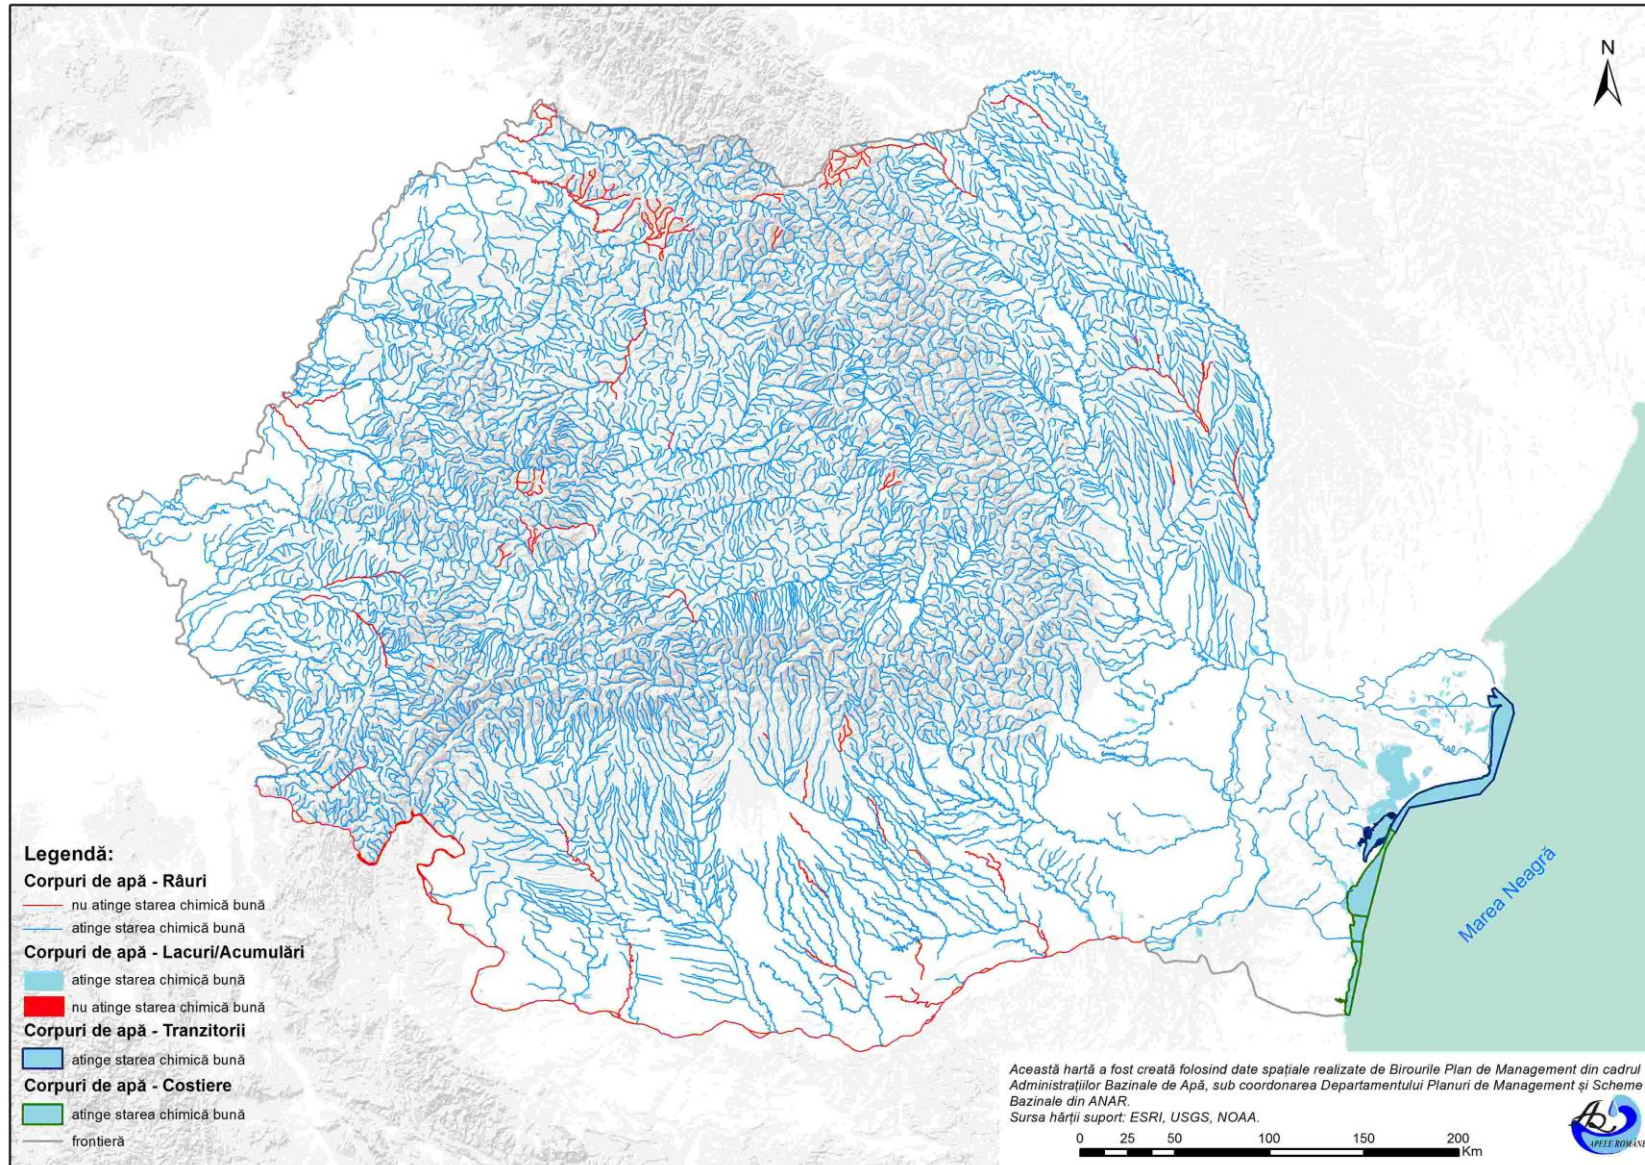 N
Marea Neagră
Legendă:
Corpuri de apă - Râuri
nu atinge starea chimică bună
atinge starea chimică bună
Corpuri de apă - Lacuri/Acumulări
atinge starea chimică bună
nu atinge starea chimică bună
Corpuri de apă - Tranzitorii
atinge starea chimică bună
Corpuri de apă - Costiere
atinge starea chimică bună
frontieră
Această hartă a fost creată folosind date spațiale realizate de Birourile Plan de Management din cadrul
Administrațiilor Bazinale de Apă, sub coordonarea Departamentului Planuri de Management și Scheme
Bazinale din ANAR.
Sursa hărții suport: ESRI, USGS, NOAA.
0 25 50 100 150 200
Km
APELE ROMÂNE